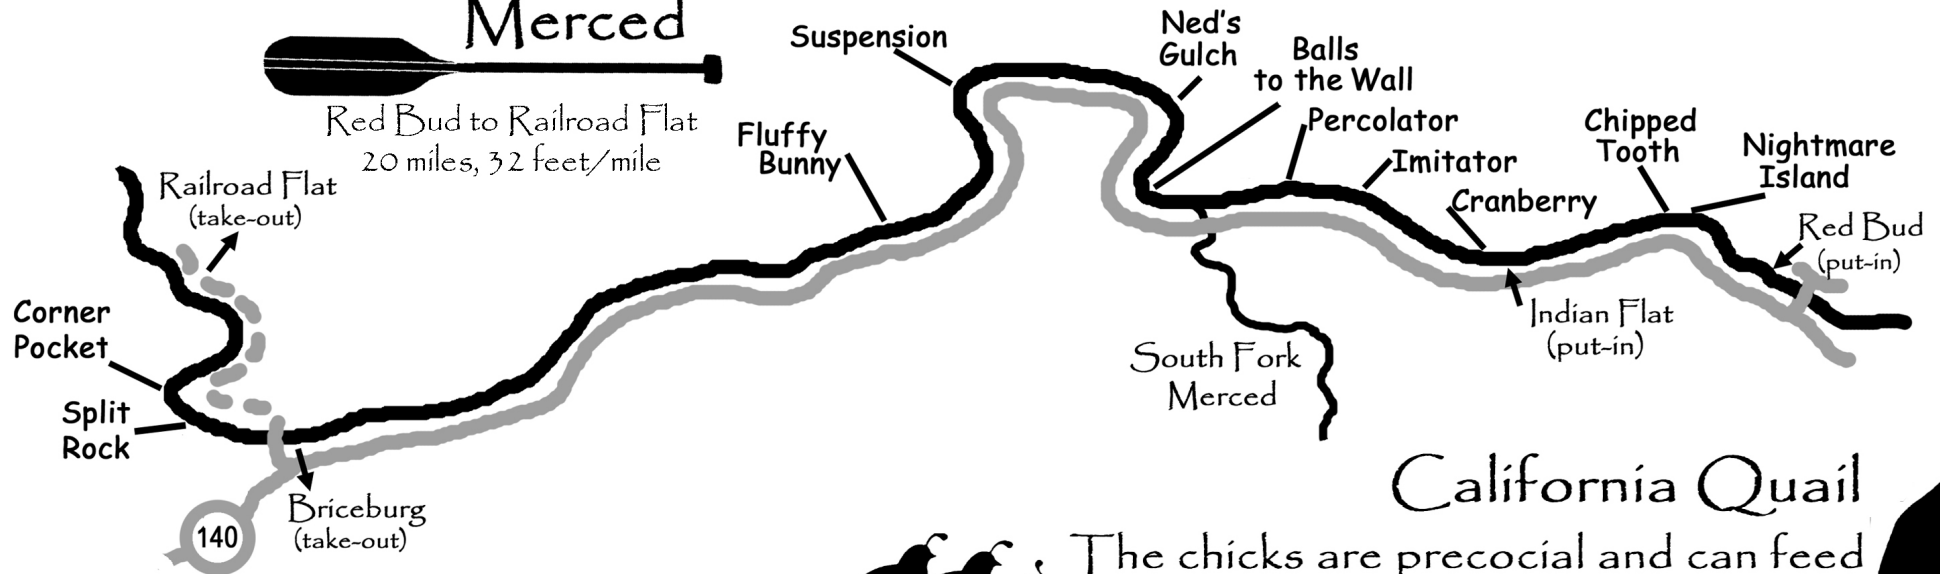 Merced
Red Bud to Railroad Flat
20 miles, 32 feet/mile
Suspension
Ned's
Gulch
Balls
to the Wall
Percolator
Imitator
Cranberry
Chipped
Tooth
Nightmare
Island
Red Bud
(put-in)
Fluffy
Bunny
Railroad Flat
(take-out)
Corner
Pocket
Split
Rock
Indian Flat
(put-in)
South Fork
Merced
Briceburg
(take-out)
140
California Quail
The chicks are precocial and can feed